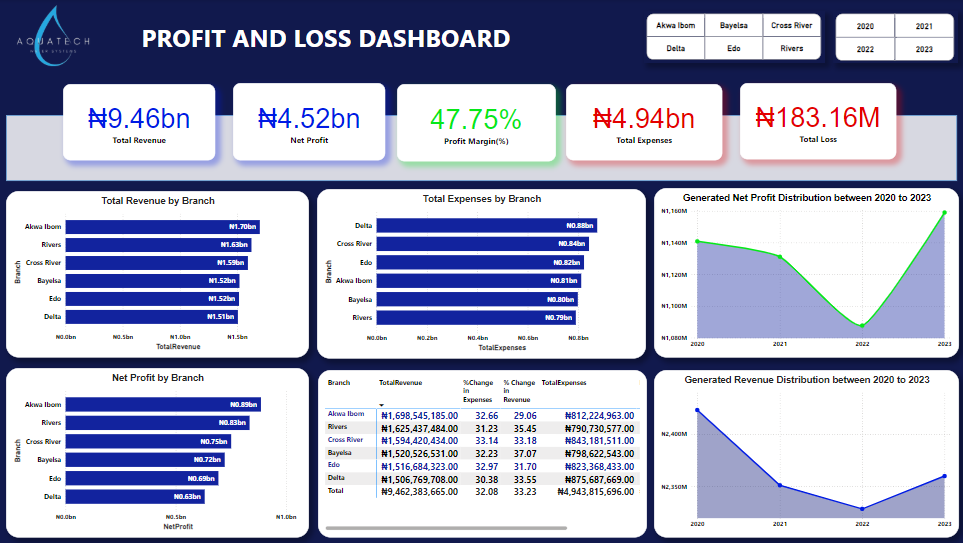 AQUATECH
WATER SYSTEMS
PROFIT AND LOSS DASHBOARD
Akwa Ibom Bayelsa Cross River
Delta Edo Rivers
2020 2021
2022 2023
₦9.46bn
Total Revenue
₦4.52bn
Net Profit
47.75%
Profit Margin(%)
₦4.94bn
Total Expenses
₦183.16M
Total Loss
Total Revenue by Branch
Branch
Akwa Ibom ₦1.70bn
Rivers ₦1.63bn
Cross River ₦1.59bn
Bayelsa ₦1.52bn
Edo ₦1.52bn
Delta ₦1.51bn
₦0.0bn ₦0.5bn ₦1.0bn ₦1.5bn
TotalRevenue
Total Expenses by Branch
Branch
Delta ₦0.88bn
Cross River ₦0.84bn
Edo ₦0.82bn
Akwa Ibom ₦0.81bn
Bayelsa ₦0.80bn
Rivers ₦0.79bn
₦0.0bn ₦0.2bn ₦0.4bn ₦0.6bn ₦0.8bn
TotalExpenses
Generated Net Profit Distribution between 2020 to 2023
₦1,160M
₦1,140M
₦1,120M
₦1,100M
₦1,080M
2020 2021 2022 2023
Net Profit by Branch
Branch
Akwa Ibom ₦0.89bn
Rivers ₦0.83bn
Cross River ₦0.75bn
Bayelsa ₦0.72bn
Edo ₦0.69bn
Delta ₦0.63bn
₦0.0bn ₦0.5bn ₦1.0bn
NetProfit
Branch TotalRevenue %Change in Expenses % Change in Revenue TotalExpenses
Akwa Ibom ₦1,698,545,185.00 32.66 29.06 ₦812,224,963.00
Rivers ₦1,625,437,484.00 31.23 35.45 ₦790,730,577.00
Cross River ₦1,594,420,434.00 33.14 33.18 ₦843,181,511.00
Bayelsa ₦1,520,526,531.00 32.23 37.07 ₦798,622,543.00
Edo ₦1,516,684,323.00 32.97 31.70 ₦823,368,433.00
Delta ₦1,506,769,708.00 30.38 33.55 ₦875,687,669.00
Total ₦9,462,383,665.00 32.08 33.23 ₦4,943,815,696.00
Generated Revenue Distribution between 2020 to 2023
₦2,400M
₦2,350M
2020 2021 2022 2023